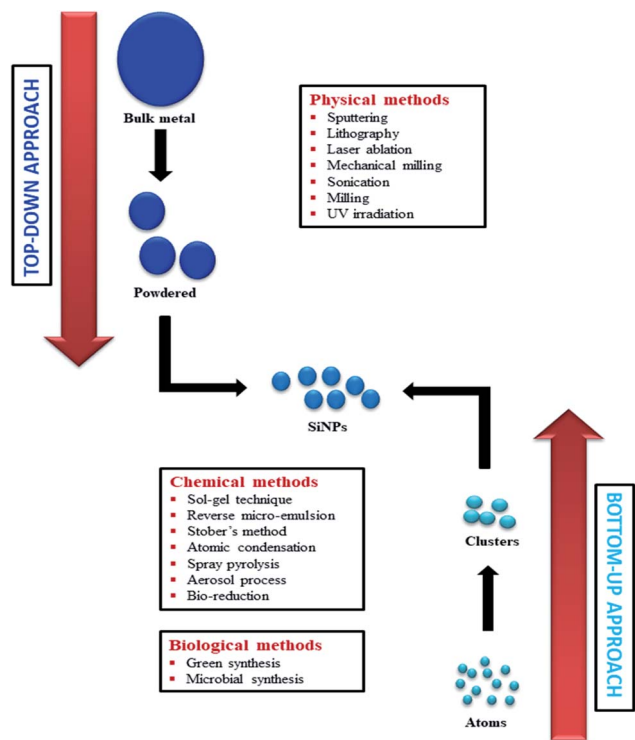 TOP-DOWN APPROACH
Bulk metal
Powdered
Physical methods
▪ Sputtering
▪ Lithography
▪ Laser ablation
▪ Mechanical milling
▪ Sonication
▪ Milling
▪ UV irradiation
SiNPs
Chemical methods
▪ Sol-gel technique
▪ Reverse micro-emulsion
▪ Stober's method
▪ Atomic condensation
▪ Spray pyrolysis
▪ Aerosol process
▪ Bio-reduction
Biological methods
▪ Green synthesis
▪ Microbial synthesis
Clusters
Atoms
BOTTOM-UP APPROACH